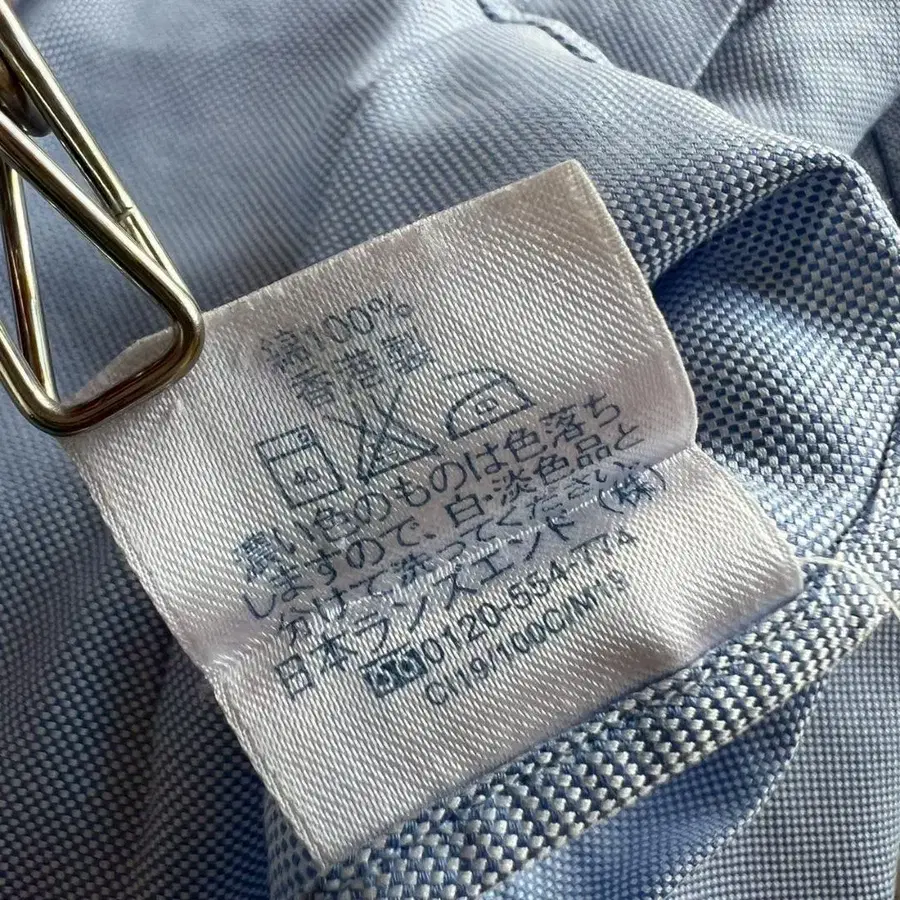 綿100%
香港製
40
濃い色のものは色落ち
しますので、白・淡色品と
分けて洗ってください。
日本ランズエンド（株）
0120-554-774